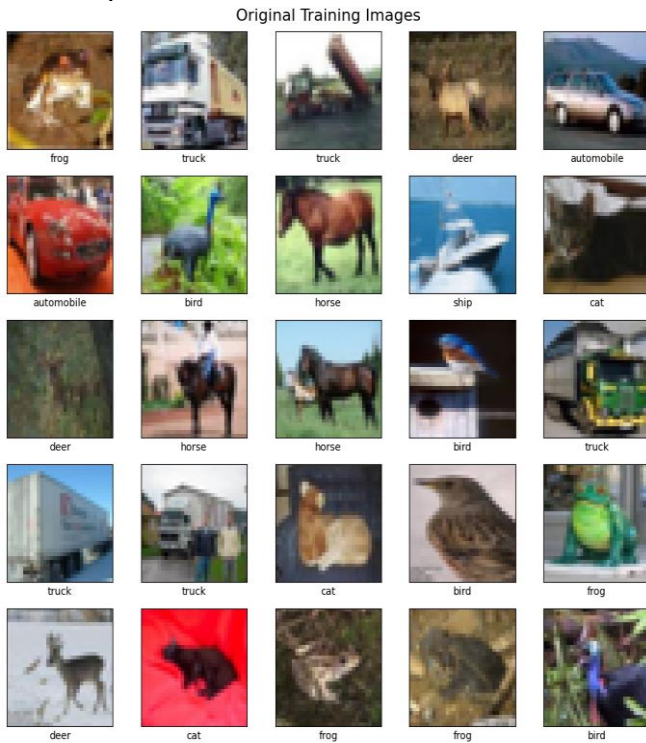 Original Training Images
frog truck truck deer automobile
automobile bird horse ship cat
deer horse horse bird truck
truck truck cat bird frog
deer cat frog frog bird